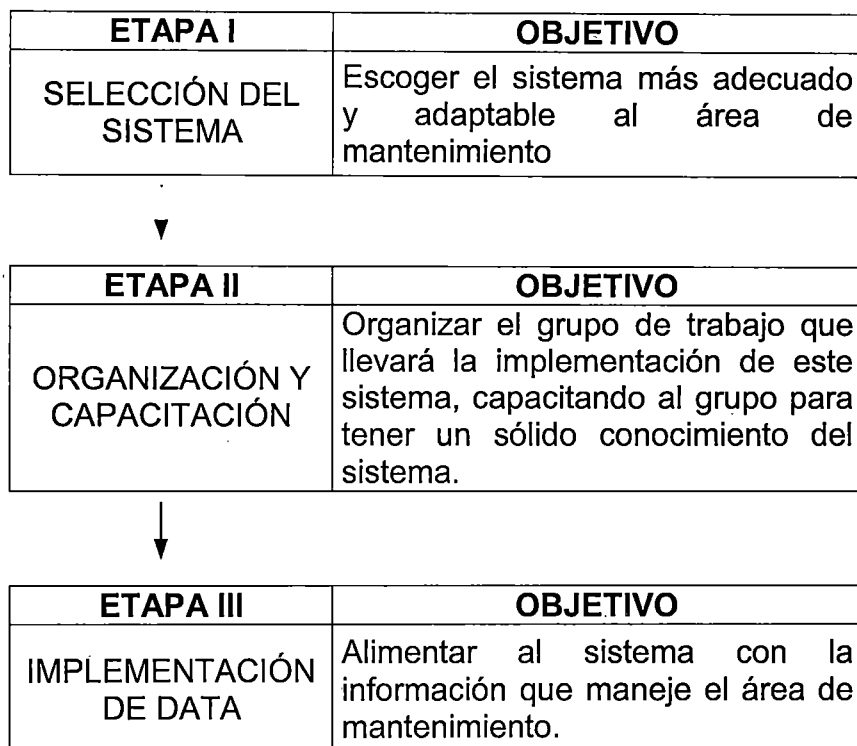 ETAPA I
OBJETIVO
SELECCIÓN DEL
SISTEMA
Escoger el sistema más adecuado
y adaptable al área de
mantenimiento
ETAPA II
OBJETIVO
ORGANIZACIÓN Y
CAPACITACIÓN
Organizar el grupo de trabajo que
llevará la implementación de este
sistema, capacitando al grupo para
tener un sólido conocimiento del
sistema.
ETAPA III
OBJETIVO
IMPLEMENTACIÓN
DE DATA
Alimentar al sistema con la
información que maneje el área de
mantenimiento.